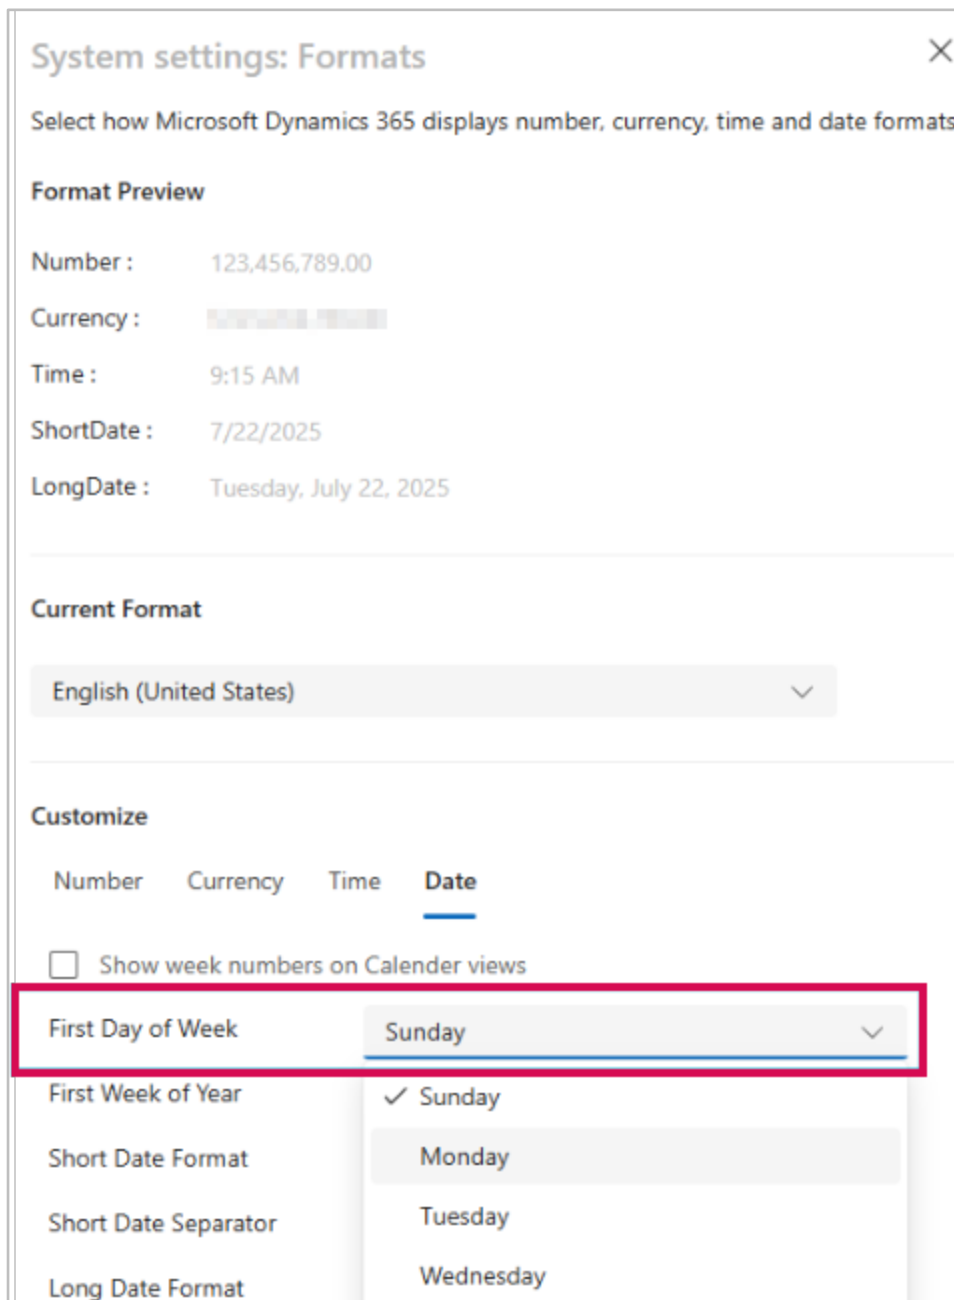 System settings: Formats
Select how Microsoft Dynamics 365 displays number, currency, time and date formats
Format Preview
Number : 123,456,789.00
Currency :
Time : 9:15 AM
ShortDate : 7/22/2025
LongDate : Tuesday, July 22, 2025
Current Format
English (United States)
Customize
Number Currency Time Date
Show week numbers on Calender views
First Day of Week Sunday
First Week of Year Sunday
Short Date Format Monday
Short Date Separator Tuesday
Long Date Format Wednesday